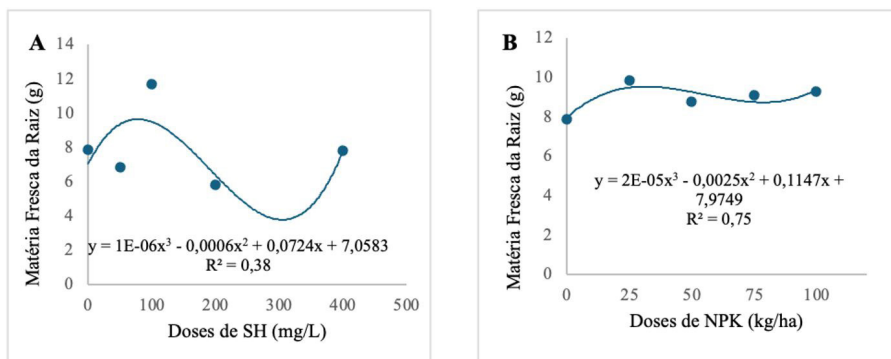 A
Matéria Fresca da Raiz (g)
14
12
10
8
6
4
2
0
y = 1E-06x³ - 0,0006x² + 0,0724x + 7,0583
R² = 0,38
0 100 200 300 400 500
Doses de SH (mg/L)
B
Matéria Fresca da Raiz (g)
12
10
8
6
4
2
0
y = 2E-05x³ - 0,0025x² + 0,1147x +
7,9749
R² = 0,75
0 25 50 75 100
Doses de NPK (kg/ha)